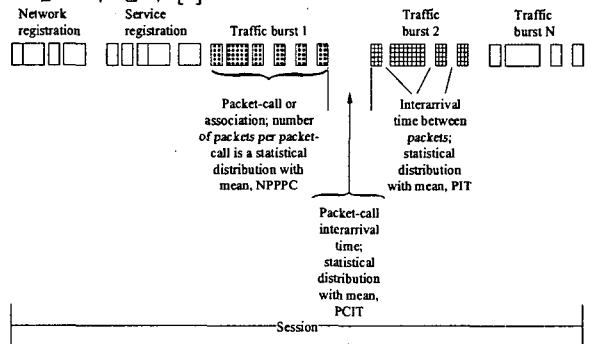 Network
registration
Service
registration
Traffic burst 1
Traffic
burst 2
Traffic
burst N
Packet-call or
association; number
of packets per packet-
call is a statistical
distribution with
mean, NPPPC
Interarrival
time between
packets;
statistical
distribution
with mean, PIT
Packet-call
interarrival
time;
statistical
distribution
with mean,
PCIT
Session